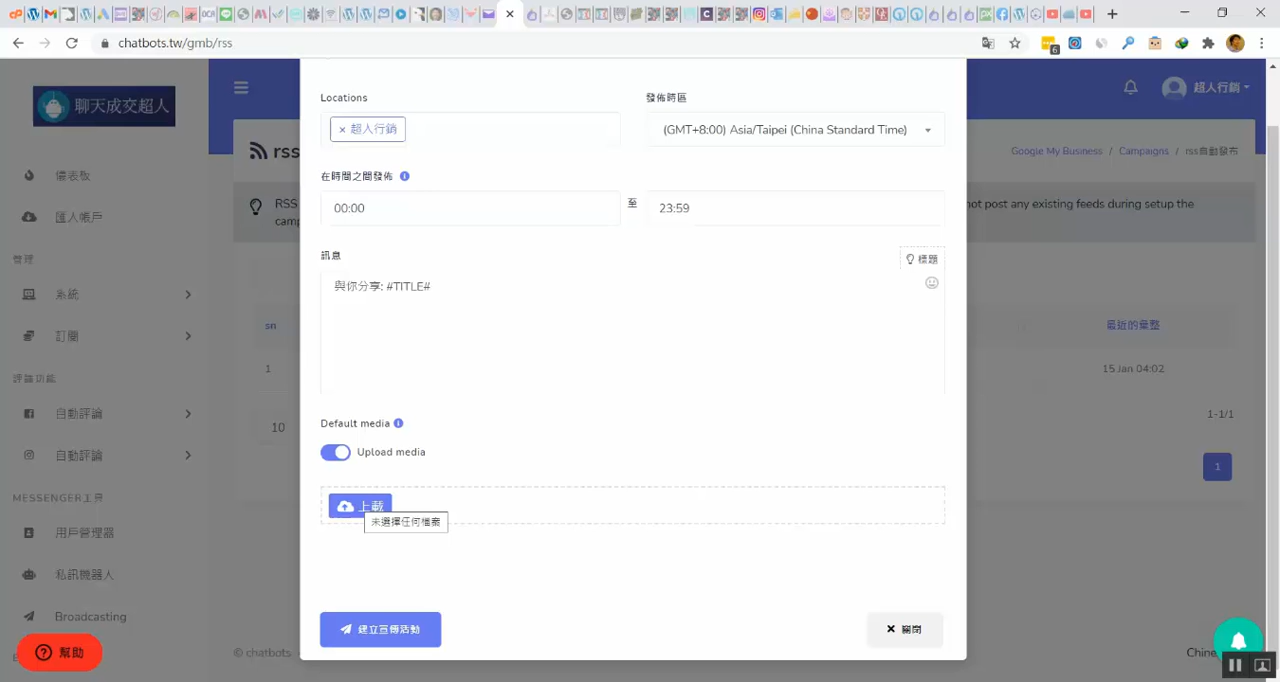 chatbots.tw/gmb/rss
6
聊天成交超人
超人行銷
儀表板
匯入帳戶
管理
系統
訂閱
評論功能
自動評論
自動評論
MESSENGER工具
用戶管理器
私訊機器人
Broadcasting
幫助
rss
Google My Business / Campaigns / rss自動發布
RSS
camp
not post any existing feeds during setup the
sn
最近的彙整
1
15 Jan 04:02
10
1-1/1
1
© chatbots
Chine
Locations
× 超人行銷
發佈時區
(GMT+8:00) Asia/Taipei (China Standard Time)
在時間之間發佈
00:00
至
23:59
訊息
標題
與你分享: #TITLE#
Default media
Upload media
上載
未選擇任何檔案
建立宣傳活動
× 關閉